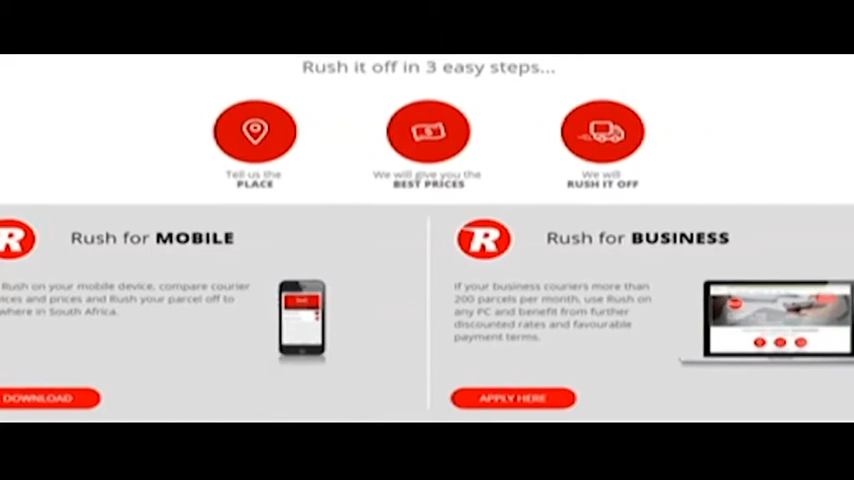 Rush it off in 3 easy steps...
Tell us the
PLACE
We will give you the
BEST PRICES
We will
RUSH IT OFF
R
Rush for MOBILE
Rush on your mobile device, compare courier
ices and prices and Rush your parcel off to
where in South Africa.
DOWNLOAD
R
Rush for BUSINESS
If your business couriers more than
200 parcels per month, use Rush on
any PC and benefit from further
discounted rates and favourable
payment terms.
APPLY HERE